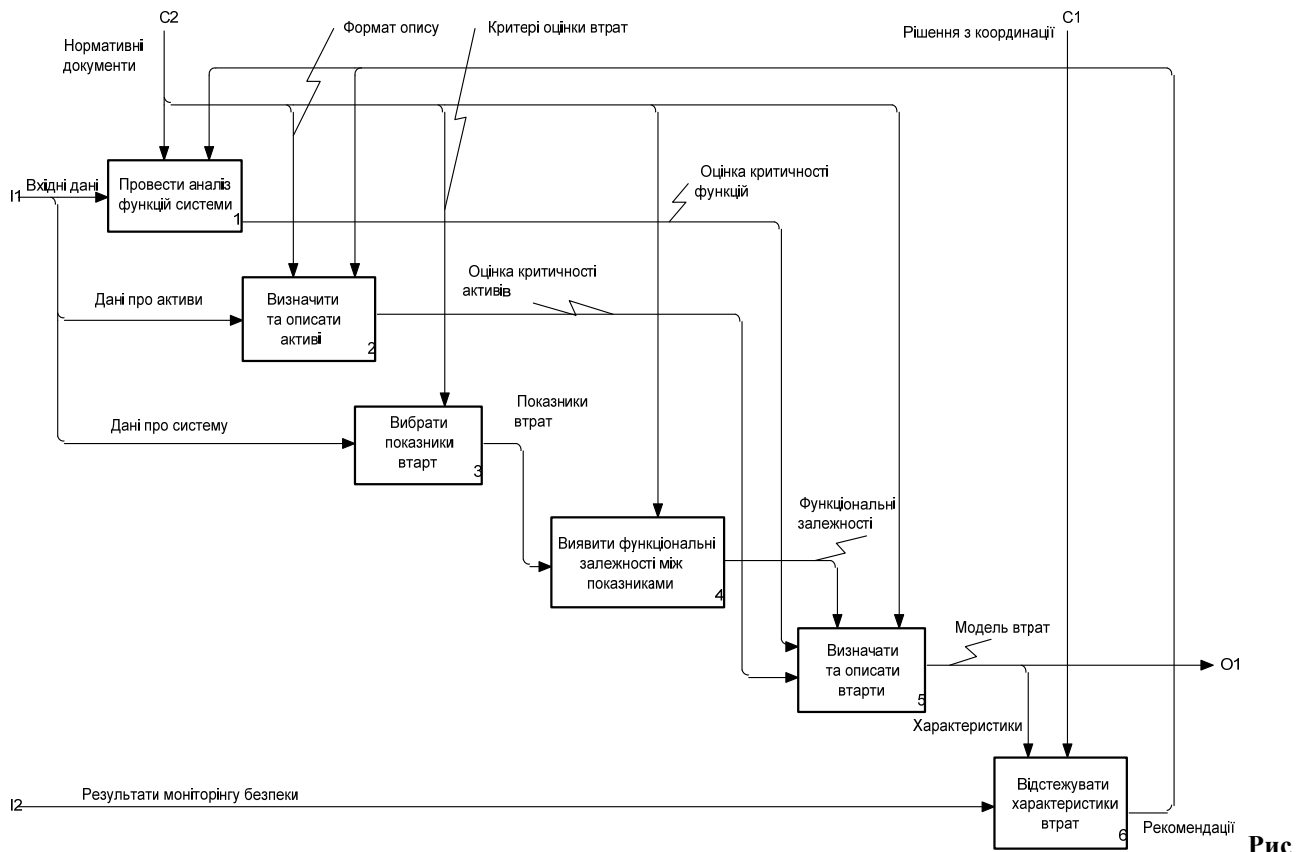 C2
Формат опису
Критері оцінки втрат
C1
Рішення з координації
Нормативні
документи
Оцінка критичності
функцій
I1
Вхідні дані
Провести аналіз
функцій системи
1
Оцінка критичності
активів
Дані про активи
Визначити
та описати
активі
2
Показники
втрат
Дані про систему
Вибрати
показники
втарт
3
Функціональні
залежності
Виявити функціональні
залежності між
показниками
4
Модель втрат
Визначати
та описати
втарти
5
O1
Характеристики
I2
Результати моніторінгу безпеки
Відстежувати
характеристики
втрат
6
Рекомендації
Рис.